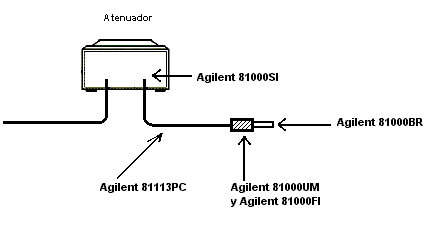 Atenuador
Agilent 81000SI
Agilent 81000BR
Agilent 81113PC
Agilent 81000UM
y Agilent 81000FI